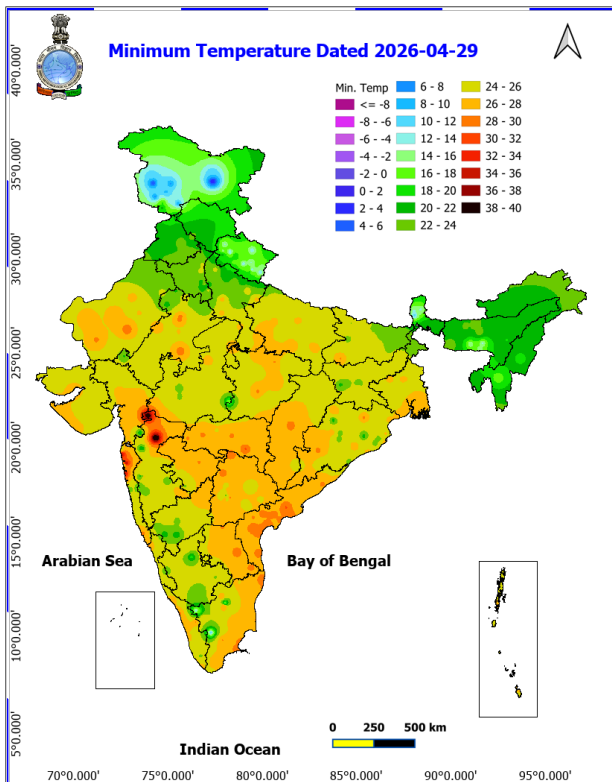 Minimum Temperature Dated 2026-04-29
Min. Temp
<= -8
-8 - -6
-6 - -4
-4 - -2
-2 - 0
0 - 2
2 - 4
4 - 6
6 - 8
8 - 10
10 - 12
12 - 14
14 - 16
16 - 18
18 - 20
20 - 22
22 - 24
24 - 26
26 - 28
28 - 30
30 - 32
32 - 34
34 - 36
36 - 38
38 - 40
40°0.000'
35°0.000'
30°0.000'
25°0.000'
20°0.000'
15°0.000'
10°0.000'
5°0.000'
Arabian Sea
Bay of Bengal
Indian Ocean
0 250 500 km
70°0.000' 75°0.000' 80°0.000' 85°0.000' 90°0.000' 95°0.000'